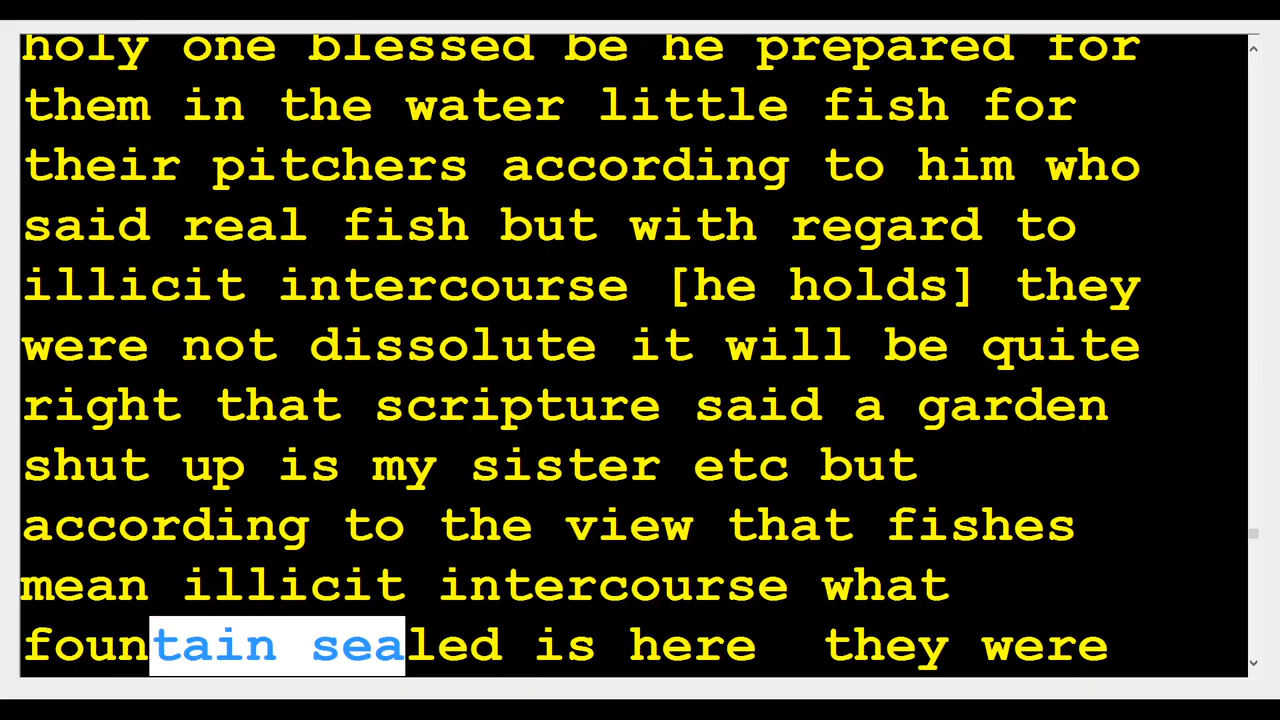 holy one blessed be he prepared for
them in the water little fish for
their pitchers according to him who
said real fish but with regard to
illicit intercourse [he holds] they
were not dissolute it will be quite
right that scripture said a garden
shut up is my sister etc but
according to the view that fishes
mean illicit intercourse what
fountain sealed is here they were